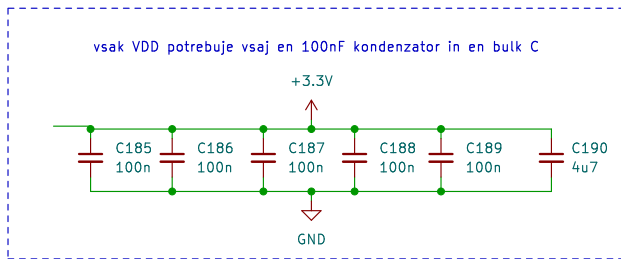 vsak VDD potrebuje vsaj en 100nF kondenzator in en bulk C
+3.3V
C185 C186 C187 C188 C189 C190
100n 100n 100n 100n 100n 4u7
GND